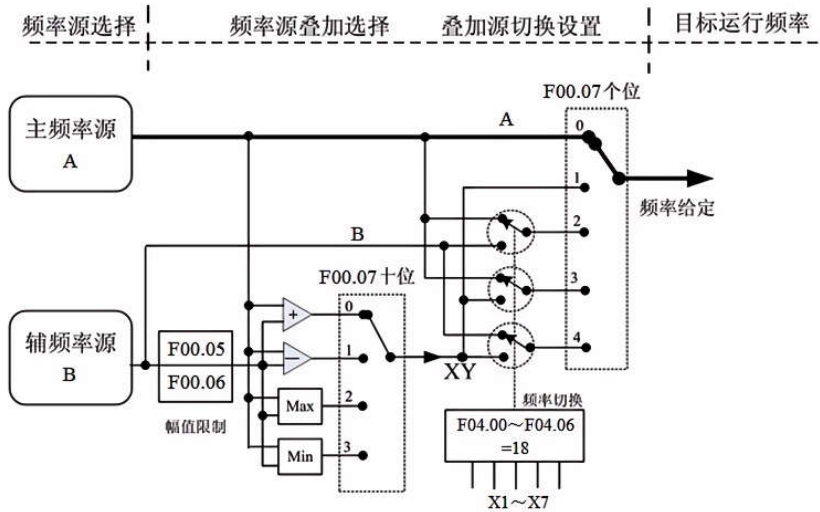 频率源选择
频率源叠加选择
叠加源切换设置
目标运行频率
F00.07个位
主频率源
A
A
0
1
频率给定
2
B
F00.07十位
3
辅频率源
B
F00.05
F00.06
幅值限制
+
0
−
1
4
XY
Max
2
Min
3
频率切换
F04.00～F04.06
=18
X1～X7